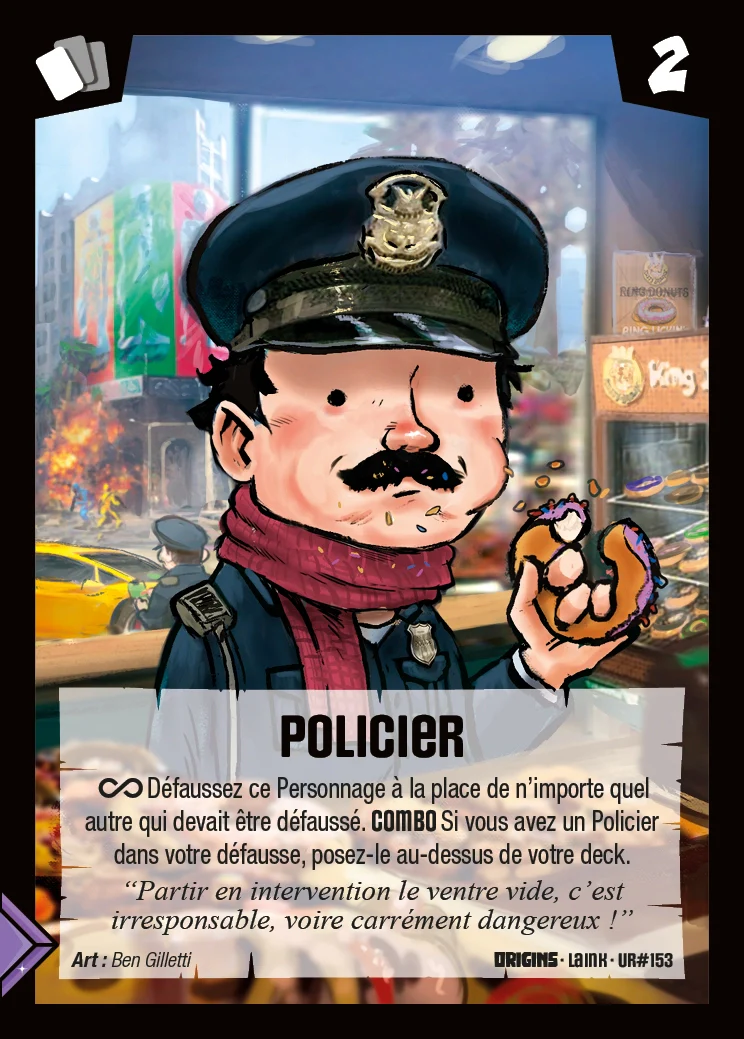 2
KING DONUTS
King
POLICIER
∞ Défaussez ce Personnage à la place de n’importe quel
autre qui devait être défaussé. COMBO Si vous avez un Policier
dans votre défausse, posez-le au-dessus de votre deck.
“Partir en intervention le ventre vide, c’est
irresponsable, voire carrément dangereux !”
Art : Ben Gilletti
ORIGINS · LAINK · UR#153